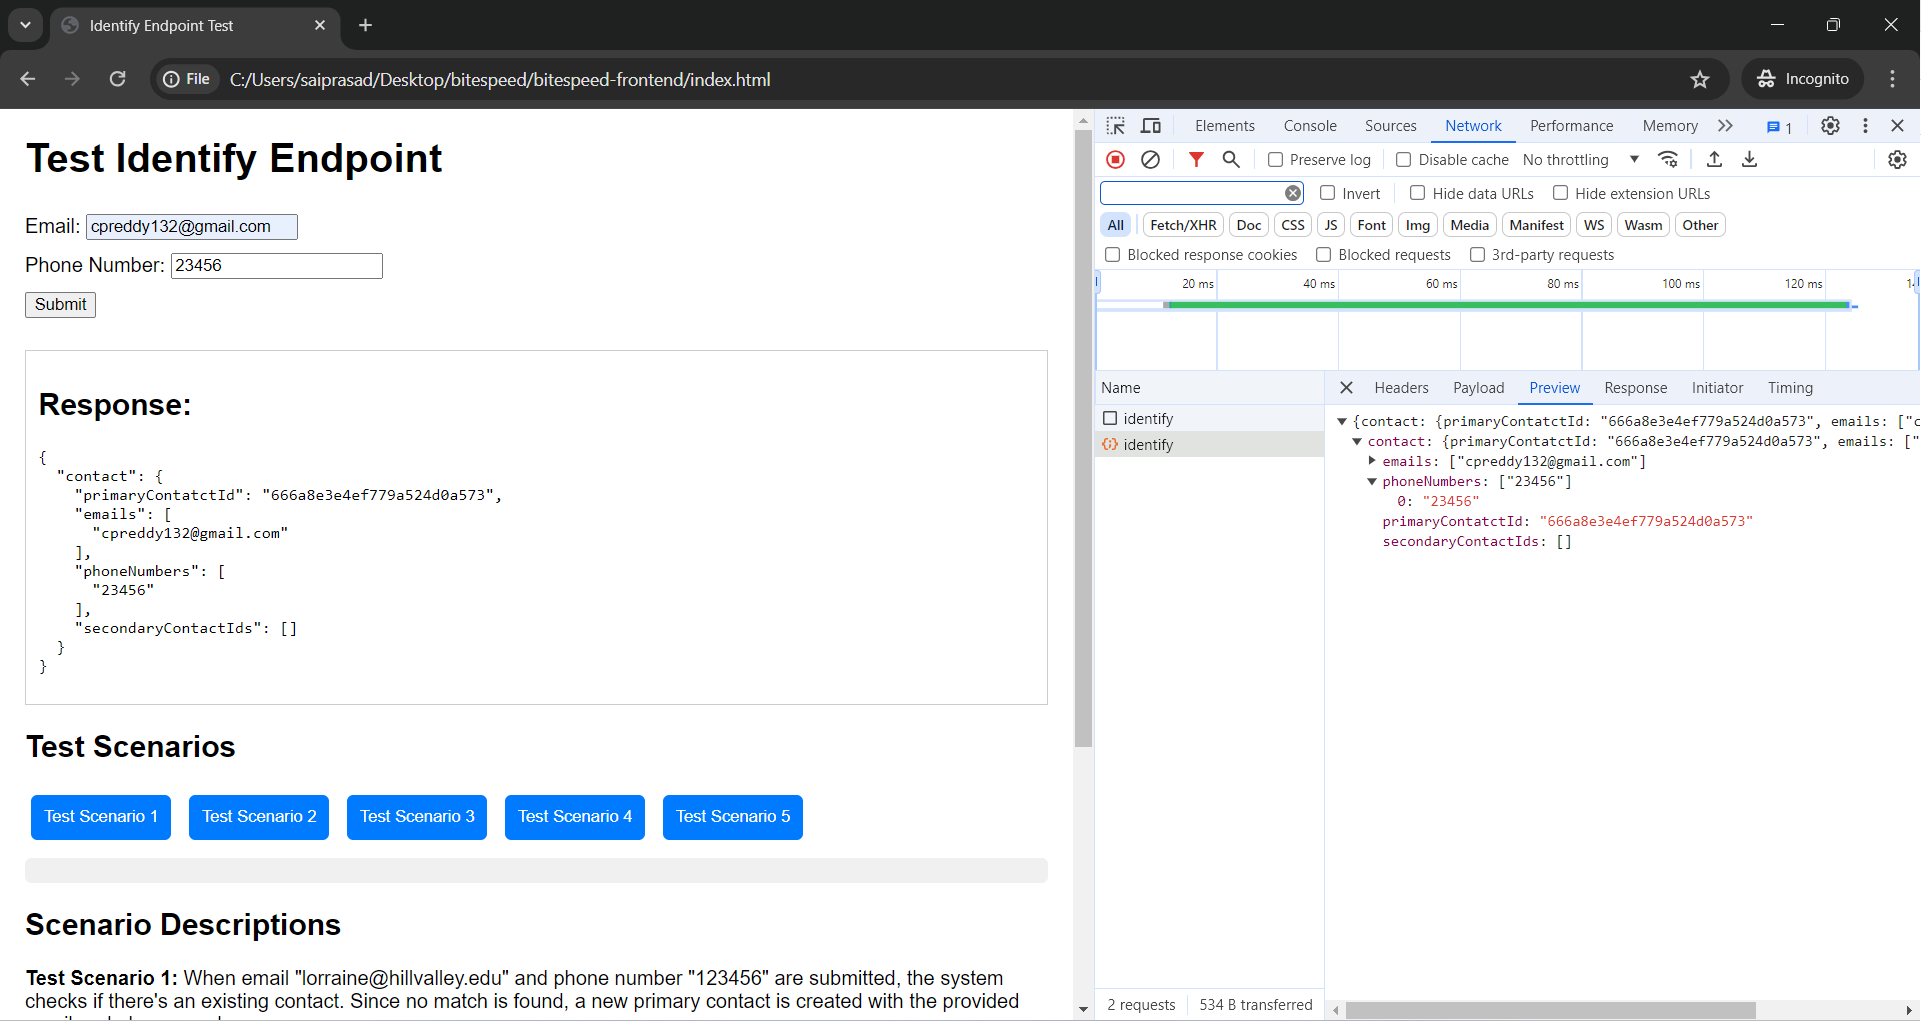 Identify Endpoint Test
File
C:/Users/saiprasad/Desktop/bitespeed/bitespeed-frontend/index.html
Incognito
Test Identify Endpoint
Email: cpreddy132@gmail.com
Phone Number: 23456
Submit
Response:
{
"contact": {
"primaryContatctId": "666a8e3e4ef779a524d0a573",
"emails": [
"cpreddy132@gmail.com"
],
"phoneNumbers": [
"23456"
],
"secondaryContactIds": []
}
}
Test Scenarios
Test Scenario 1 Test Scenario 2 Test Scenario 3 Test Scenario 4 Test Scenario 5
Scenario Descriptions
Test Scenario 1: When email "lorraine@hillvalley.edu" and phone number "123456" are submitted, the system
checks if there's an existing contact. Since no match is found, a new primary contact is created with the provided
Elements Console Sources Network Performance Memory 1
Preserve log Disable cache No throttling
Invert Hide data URLs Hide extension URLs
All Fetch/XHR Doc CSS JS Font Img Media Manifest WS Wasm Other
Blocked response cookies Blocked requests 3rd-party requests
20 ms 40 ms 60 ms 80 ms 100 ms 120 ms
Name
identify
identify
Headers Payload Preview Response Initiator Timing
{contact: {primaryContatctId: "666a8e3e4ef779a524d0a573", emails: ["c
contact: {primaryContatctId: "666a8e3e4ef779a524d0a573", emails: ["
emails: ["cpreddy132@gmail.com"]
phoneNumbers: ["23456"]
0: "23456"
primaryContatctId: "666a8e3e4ef779a524d0a573"
secondaryContactIds: []
2 requests 534 B transferred